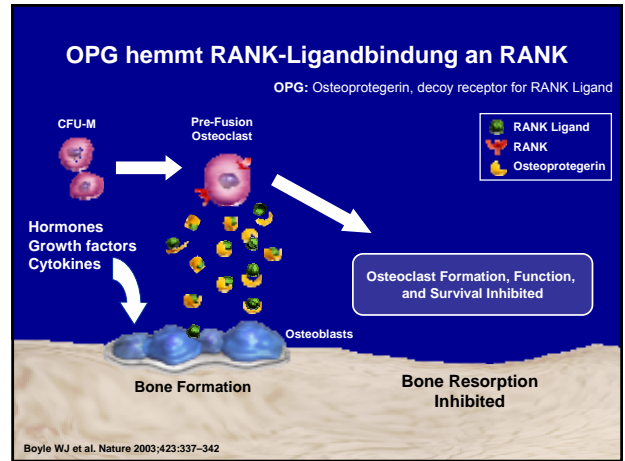 OPG hemmt RANK-Ligandbindung an RANK
OPG: Osteoprotegerin, decoy receptor for RANK Ligand
CFU-M
Pre-Fusion
Osteoclast
RANK Ligand
RANK
Osteoprotegerin
Hormones
Growth factors
Cytokines
Osteoclast Formation, Function,
and Survival Inhibited
Osteoblasts
Bone Formation
Bone Resorption
Inhibited
Boyle WJ et al. Nature 2003;423:337–342